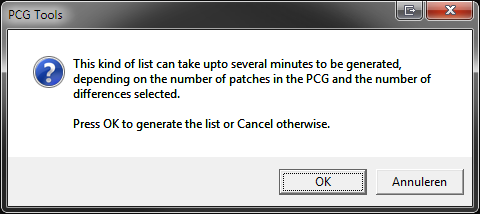 PCG Tools
This kind of list can take upto several minutes to be generated,
depending on the number of patches in the PCG and the number of
differences selected.
Press OK to generate the list or Cancel otherwise.
OK
Annuleren